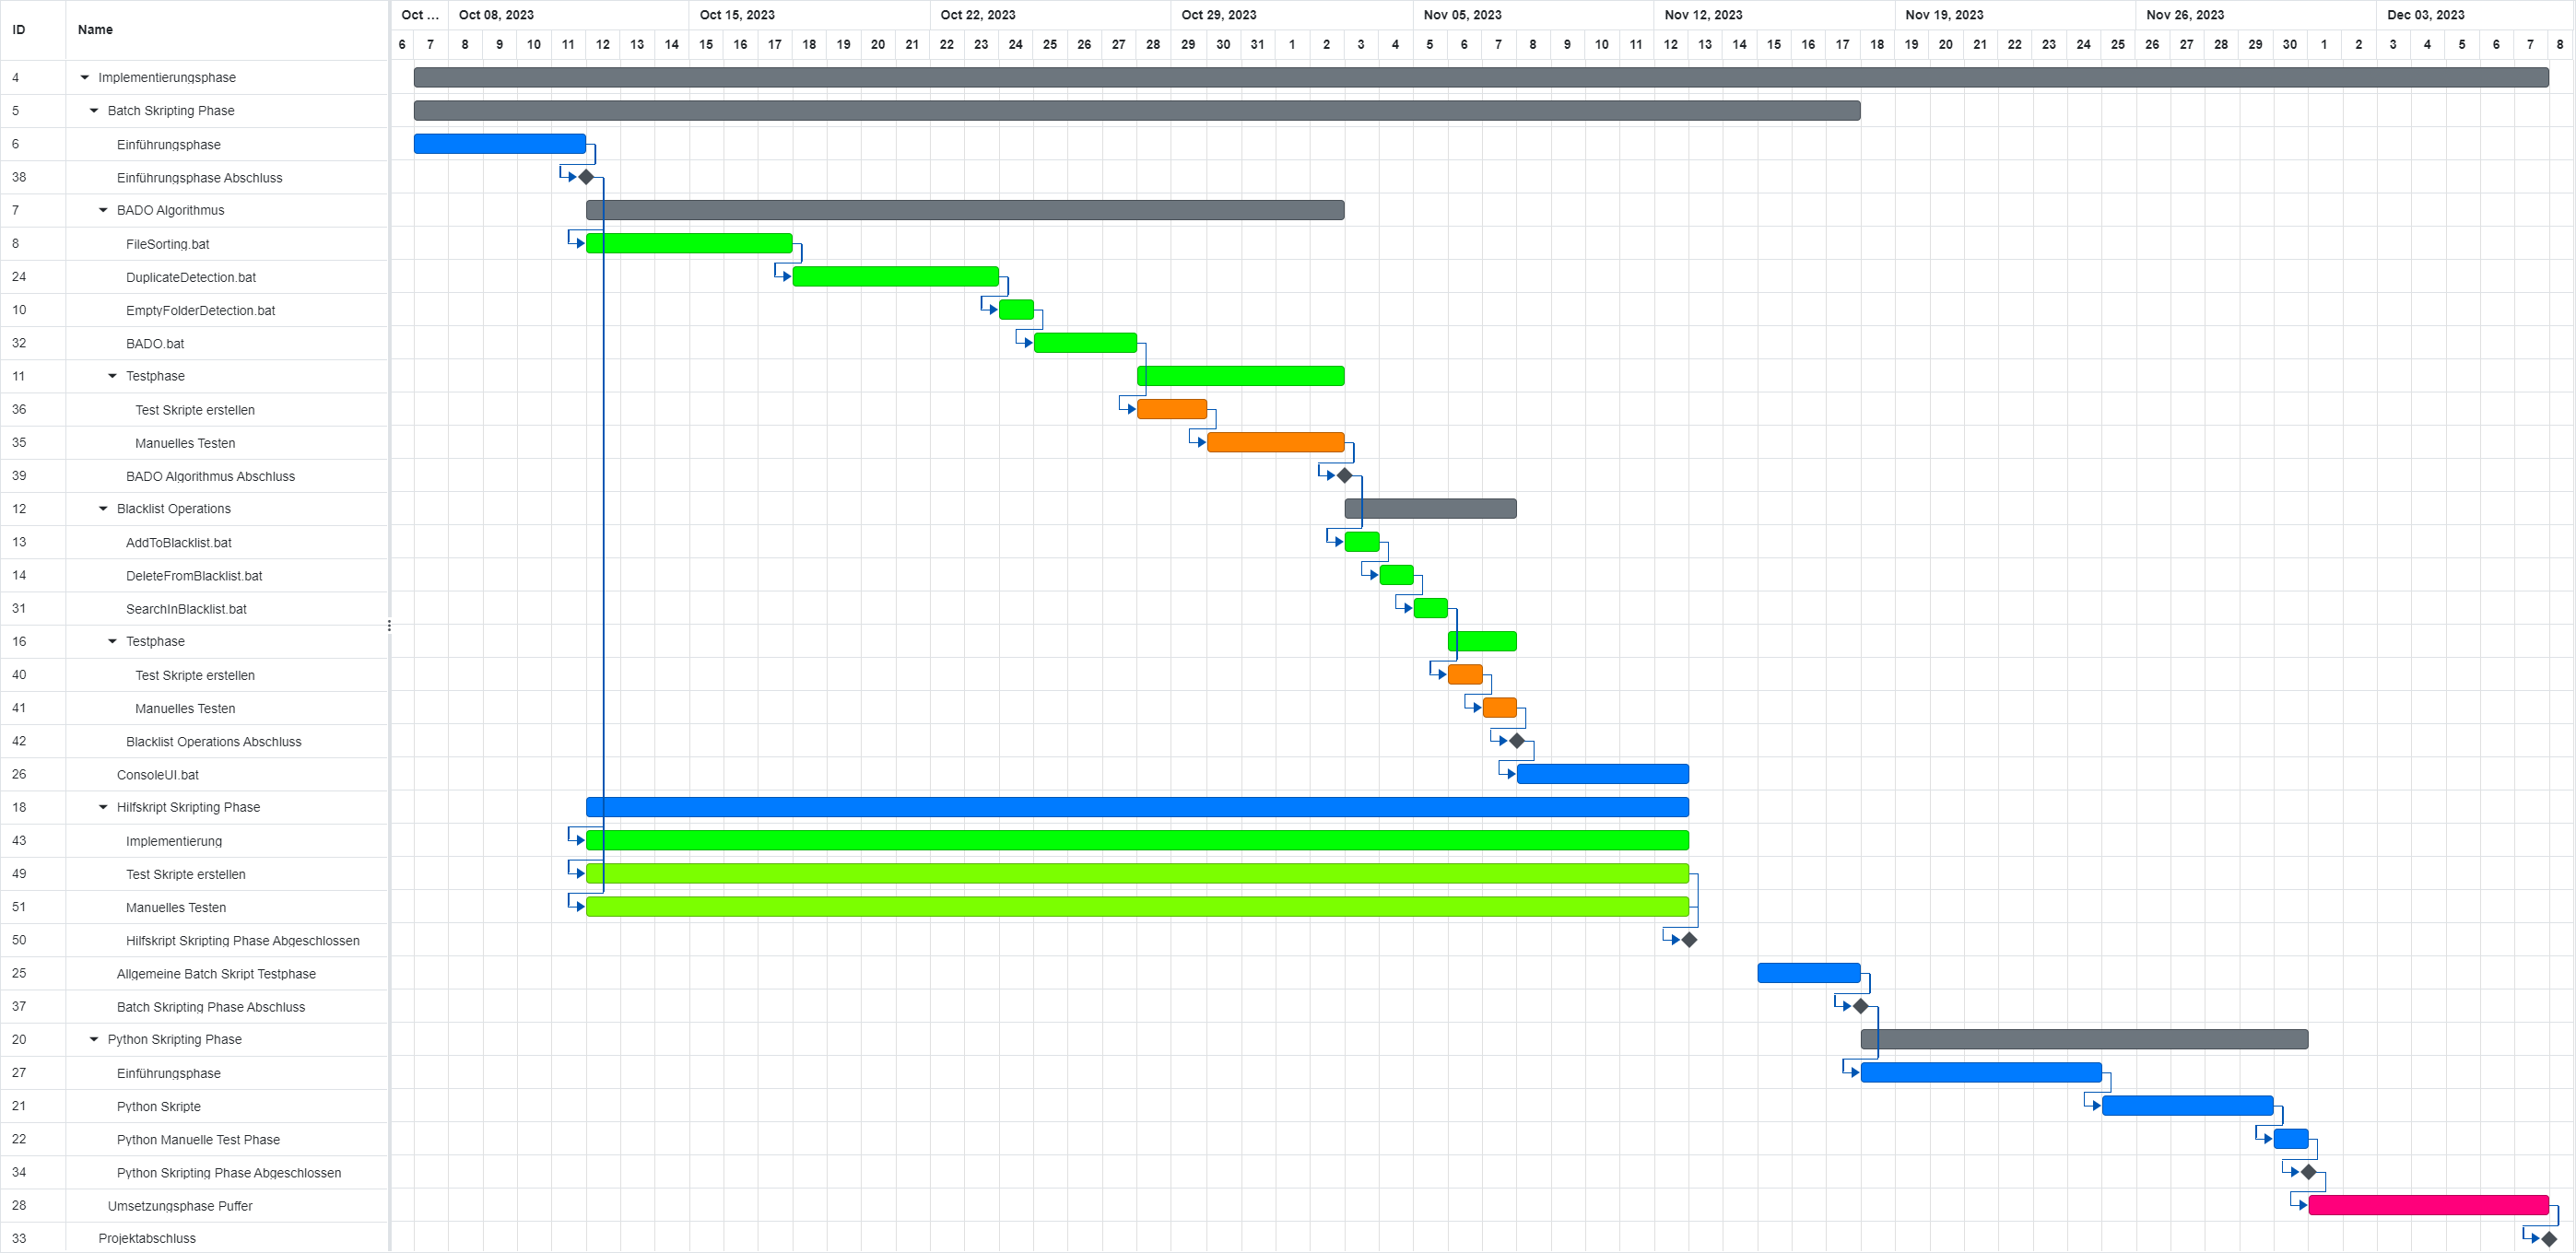 ID Name Oct ... Oct 08, 2023 Oct 15, 2023 Oct 22, 2023 Oct 29, 2023 Nov 05, 2023 Nov 12, 2023 Nov 19, 2023 Nov 26, 2023 Dec 03, 2023
6 7 8 9 10 11 12 13 14 15 16 17 18 19 20 21 22 23 24 25 26 27 28 29 30 31 1 2 3 4 5 6 7 8 9 10 11 12 13 14 15 16 17 18 19 20 21 22 23 24 25 26 27 28 29 30 1 2 3 4 5 6 7 8
4 Implementierungsphase
5 Batch Skripting Phase
6 Einführungsphase
38 Einführungsphase Abschluss
7 BADO Algorithmus
8 FileSorting.bat
24 DuplicateDetection.bat
10 EmptyFolderDetection.bat
32 BADO.bat
11 Testphase
36 Test Skripte erstellen
35 Manuelles Testen
39 BADO Algorithmus Abschluss
12 Blacklist Operations
13 AddToBlacklist.bat
14 DeleteFromBlacklist.bat
31 SearchInBlacklist.bat
16 Testphase
40 Test Skripte erstellen
41 Manuelles Testen
42 Blacklist Operations Abschluss
26 ConsoleUI.bat
18 Hilfskript Skripting Phase
43 Implementierung
49 Test Skripte erstellen
51 Manuelles Testen
50 Hilfskript Skripting Phase Abgeschlossen
25 Allgemeine Batch Skript Testphase
37 Batch Skripting Phase Abschluss
20 Python Skripting Phase
27 Einführungsphase
21 Python Skripte
22 Python Manuelle Test Phase
34 Python Skripting Phase Abgeschlossen
28 Umsetzungsphase Puffer
33 Projektabschluss